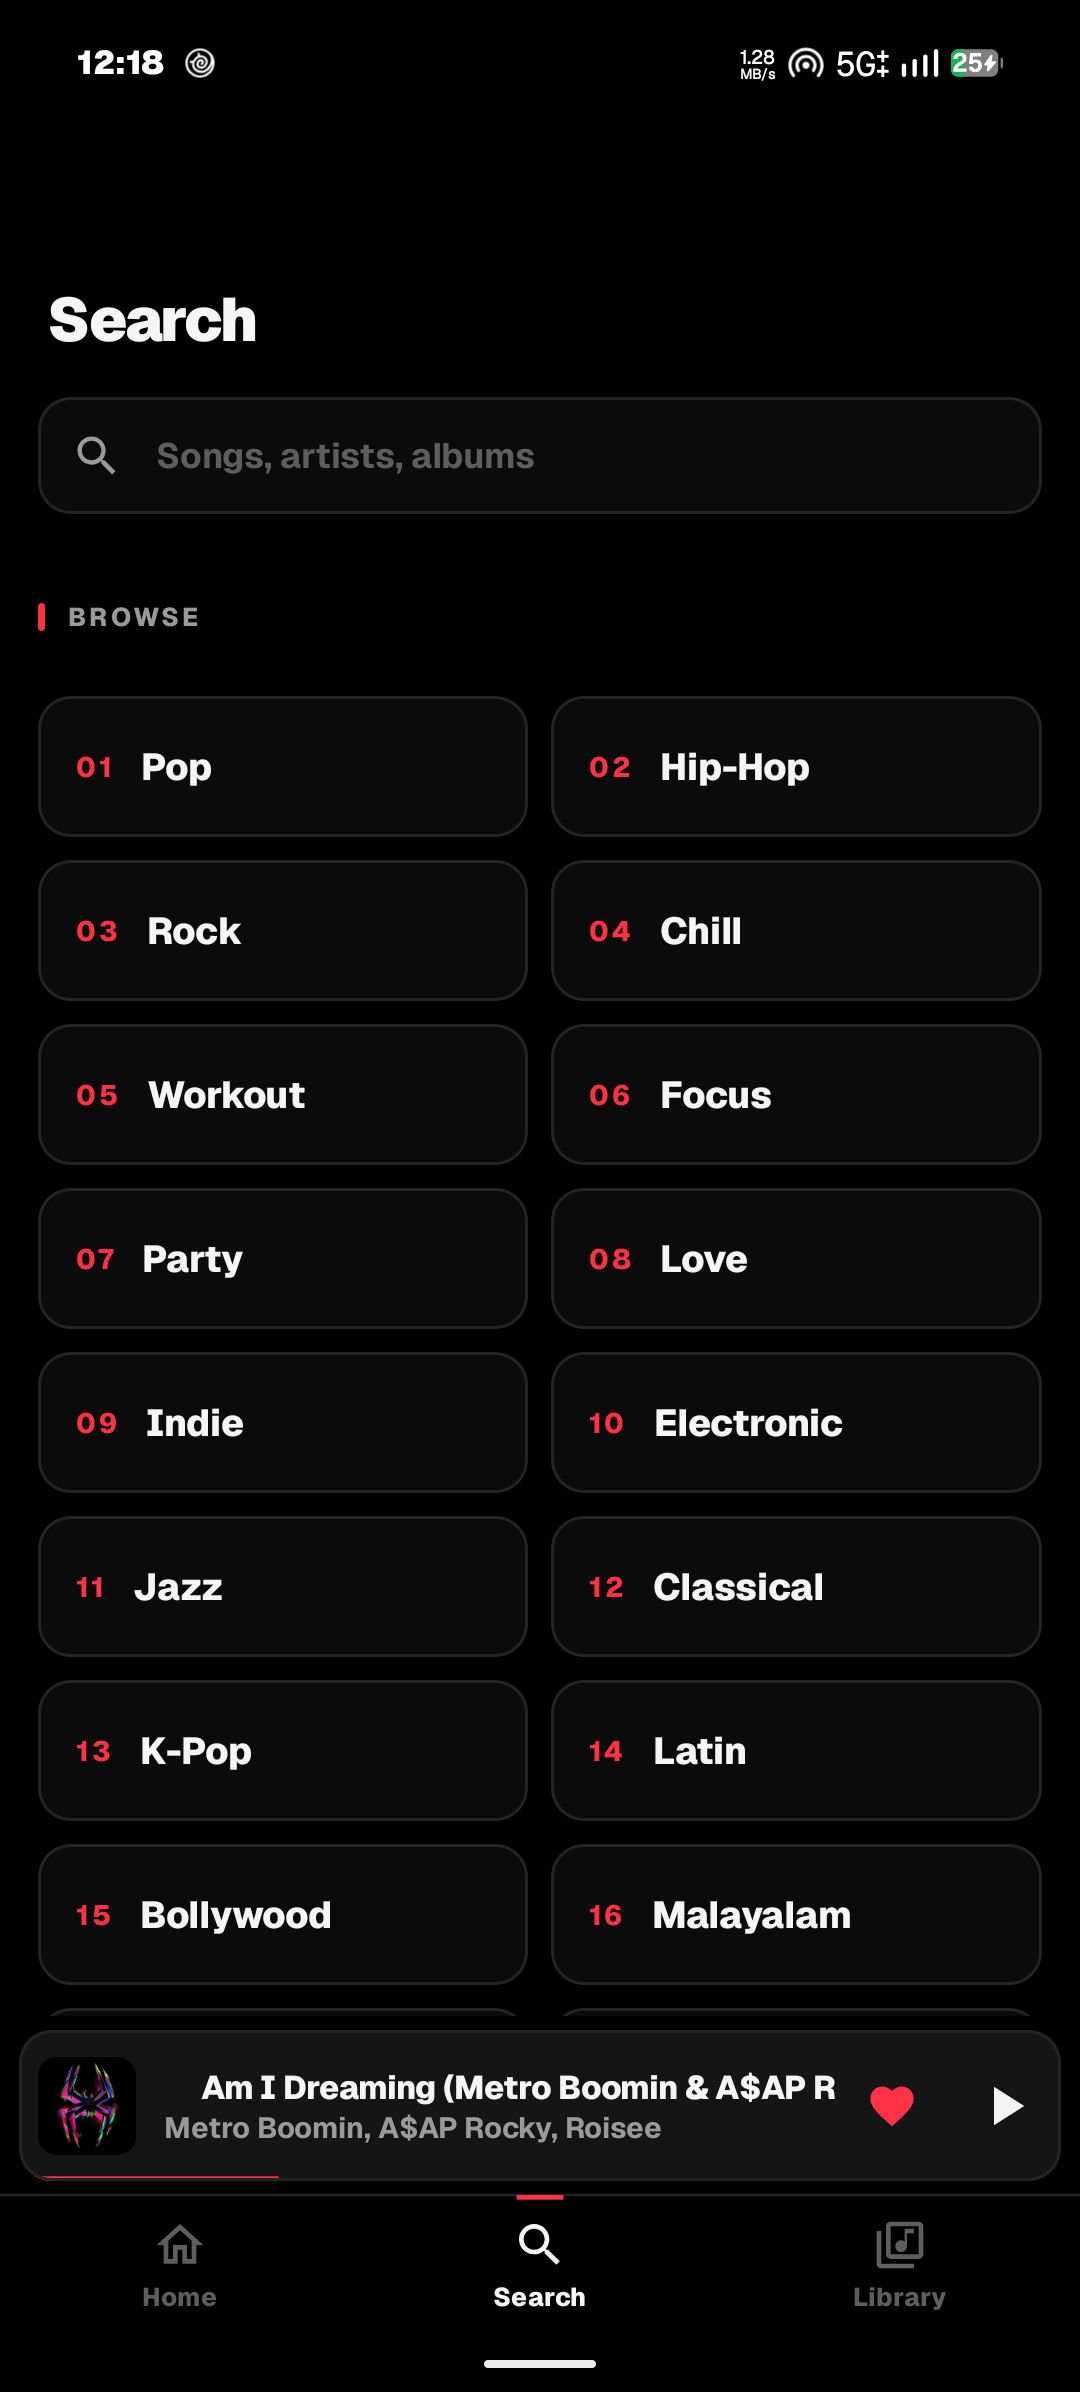 12:18
1.28
MB/s
5G‡
25
Search
Songs, artists, albums
BROWSE
01 Pop
02 Hip-Hop
03 Rock
04 Chill
05 Workout
06 Focus
07 Party
08 Love
09 Indie
10 Electronic
11 Jazz
12 Classical
13 K-Pop
14 Latin
15 Bollywood
16 Malayalam
Am I Dreaming (Metro Boomin & A$AP R
Metro Boomin, A$AP Rocky, Roisee
Home
Search
Library